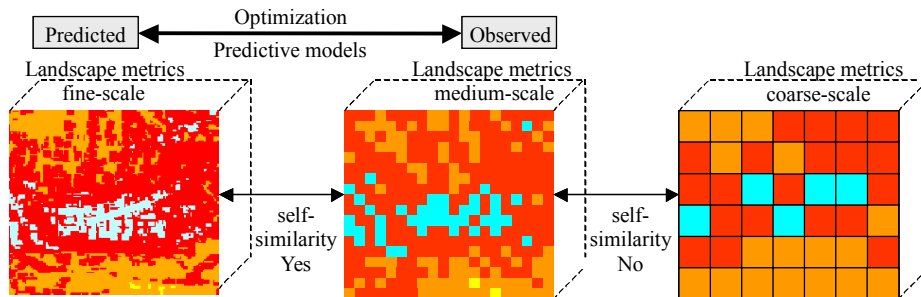 Predicted
Optimization
Predictive models
Observed
Landscape metrics
fine-scale
Landscape metrics
medium-scale
Landscape metrics
coarse-scale
self-
similarity
Yes
self-
similarity
No